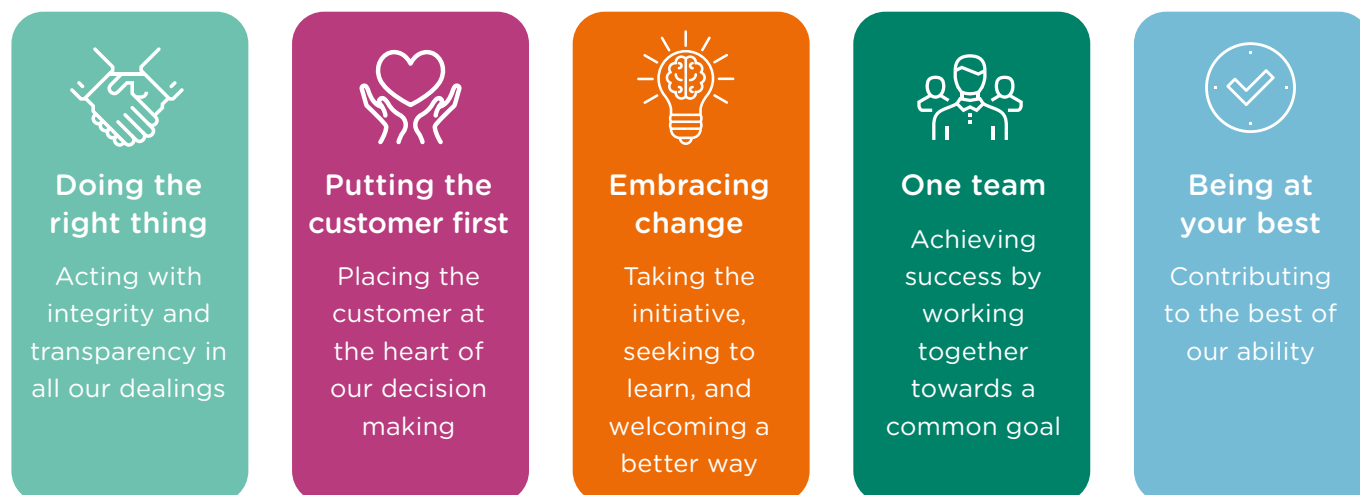 Doing the
right thing
Acting with
integrity and
transparency in
all our dealings
Putting the
customer first
Placing the
customer at
the heart of
our decision
making
Embracing
change
Taking the
initiative,
seeking to
learn, and
welcoming a
better way
One team
Achieving
success by
working
together
towards a
common goal
Being at
your best
Contributing
to the best of
our ability